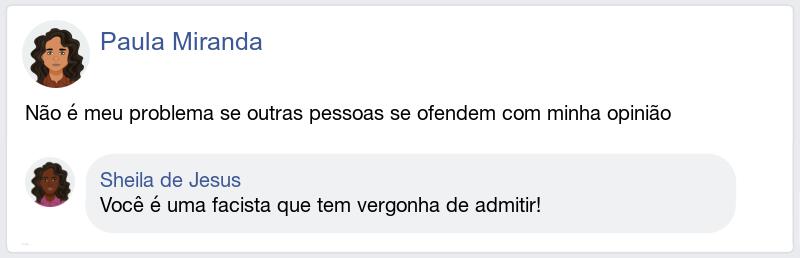 Paula Miranda
Não é meu problema se outras pessoas se ofendem com minha opinião
Sheila de Jesus
Você é uma facista que tem vergonha de admitir!